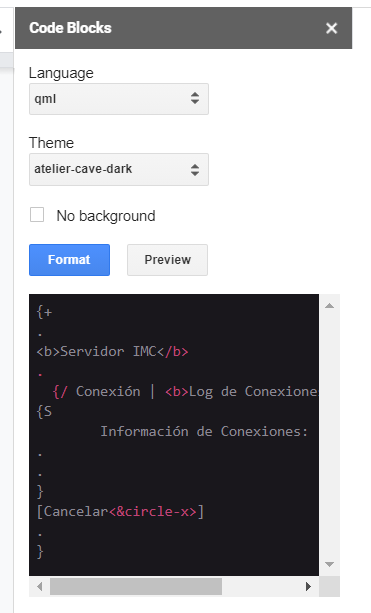 Code Blocks
Language
qml
Theme
atelier-cave-dark
No background
Format Preview
{+
.
<b>Servidor IMC</b>
.
{/ Conexión | <b>Log de Conexione
{S
Información de Conexiones:
.
.
}
[Cancelar<&circle-x>]
.
}